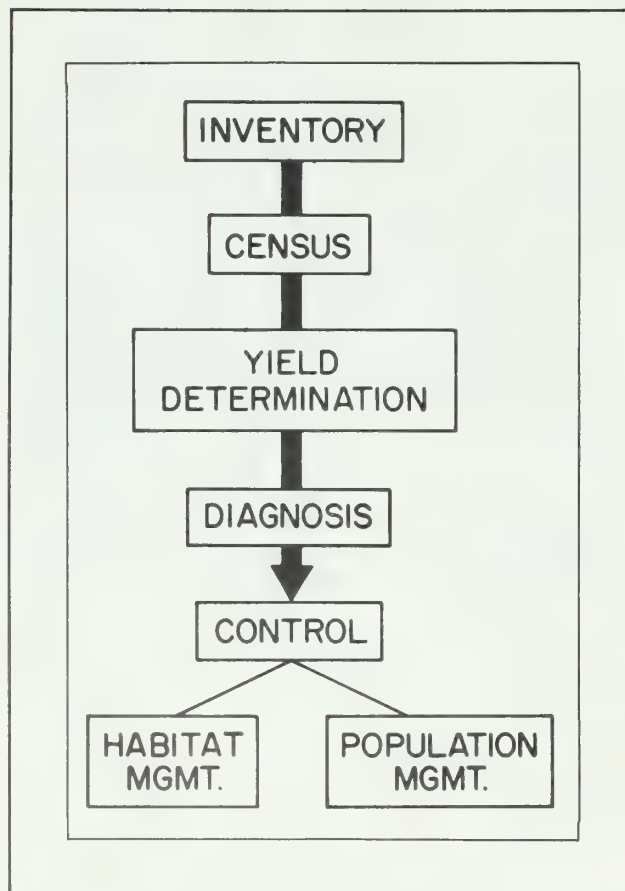 INVENTORY
CENSUS
YIELD
DETERMINATION
DIAGNOSIS
CONTROL
HABITAT
MGMT.
POPULATION
MGMT.